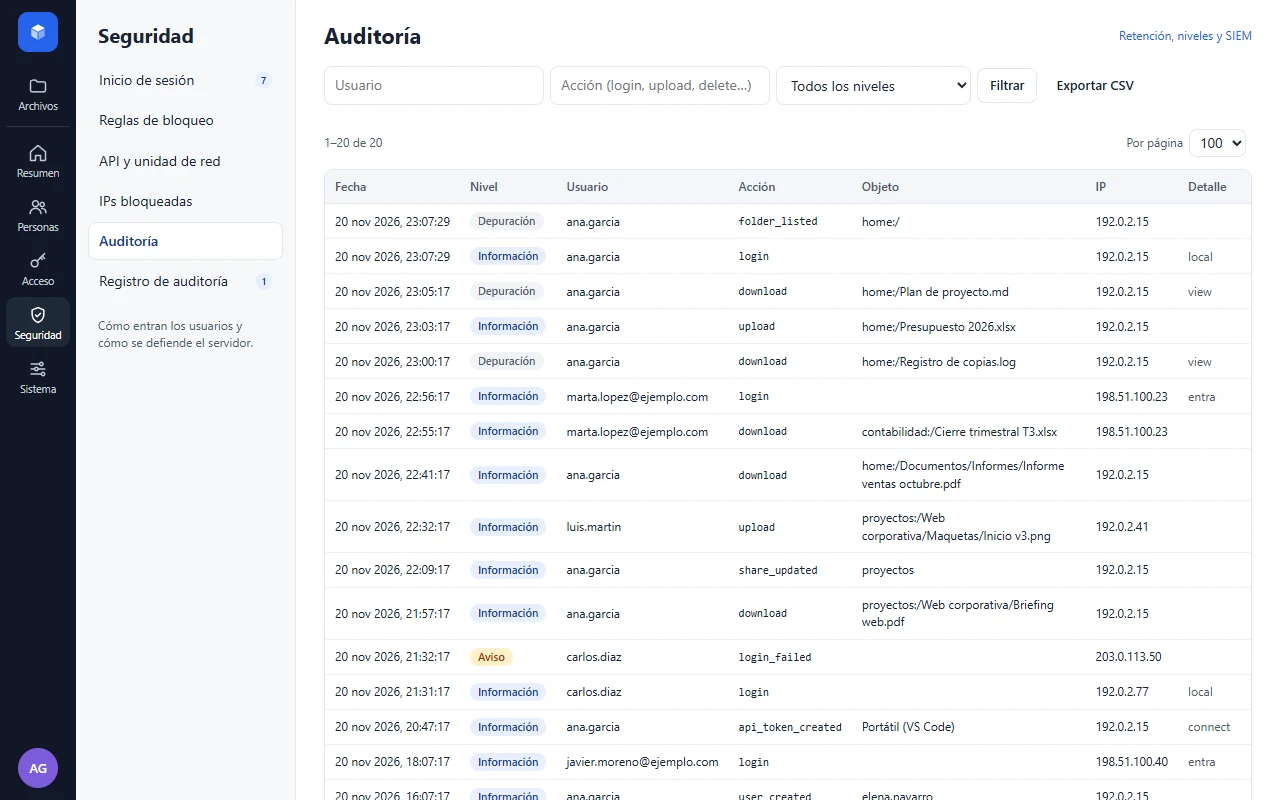 Archivos
Resumen
Personas
Acceso
Seguridad
Sistema
AG
Seguridad
Inicio de sesión 7
Reglas de bloqueo
API y unidad de red
IPs bloqueadas
Auditoría
Registro de auditoría 1
Cómo entran los usuarios y
cómo se defiende el servidor.
Auditoría
Retención, niveles y SIEM
Usuario
Acción (login, upload, delete...)
Todos los niveles
Filtrar
Exportar CSV
1–20 de 20
Por página 100
Fecha Nivel Usuario Acción Objeto IP Detalle
20 nov 2026, 23:07:29 Depuración ana.garcia folder_listed home:/ 192.0.2.15
20 nov 2026, 23:07:29 Información ana.garcia login 192.0.2.15 local
20 nov 2026, 23:05:17 Depuración ana.garcia download home:/Plan de proyecto.md 192.0.2.15 view
20 nov 2026, 23:03:17 Información ana.garcia upload home:/Presupuesto 2026.xlsx 192.0.2.15
20 nov 2026, 23:00:17 Depuración ana.garcia download home:/Registro de copias.log 192.0.2.15 view
20 nov 2026, 22:56:17 Información marta.lopez@ejemplo.com login 198.51.100.23 entra
20 nov 2026, 22:55:17 Información marta.lopez@ejemplo.com download contabilidad:/Cierre trimestral T3.xlsx 198.51.100.23
20 nov 2026, 22:41:17 Información ana.garcia download home:/Documentos/Informes/Informe
ventas octubre.pdf 192.0.2.15
20 nov 2026, 22:32:17 Información luis.martin upload proyectos:/Web
corporativa/Maquetas/Inicio v3.png 192.0.2.41
20 nov 2026, 22:09:17 Información ana.garcia share_updated proyectos 192.0.2.15
20 nov 2026, 21:57:17 Información ana.garcia download proyectos:/Web corporativa/Briefing
web.pdf 192.0.2.15
20 nov 2026, 21:32:17 Aviso carlos.diaz login_failed 203.0.113.50
20 nov 2026, 21:31:17 Información carlos.diaz login 192.0.2.77 local
20 nov 2026, 20:47:17 Información ana.garcia api_token_created Portátil (VS Code) 192.0.2.15 connect
20 nov 2026, 18:07:17 Información javier.moreno@ejemplo.com login 198.51.100.40 entra
20 nov 2026, 16:07:17 Información ana.garcia user_created elena.navarro 192.0.2.15